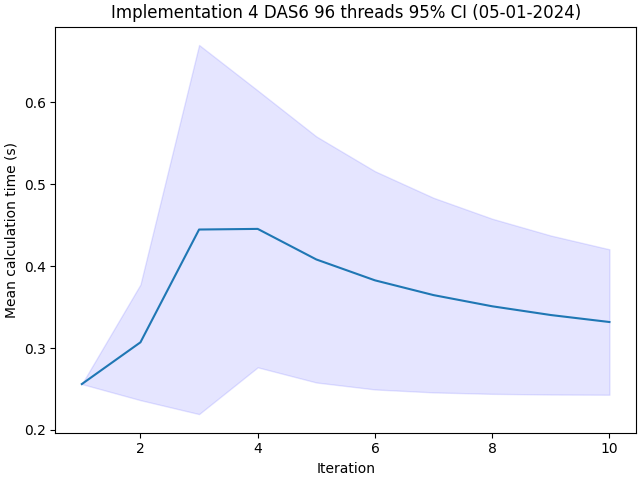 Implementation 4 DAS6 96 threads 95% CI (05-01-2024)
Mean calculation time (s)
0.6
0.5
0.4
0.3
0.2
2 4 6 8 10
Iteration